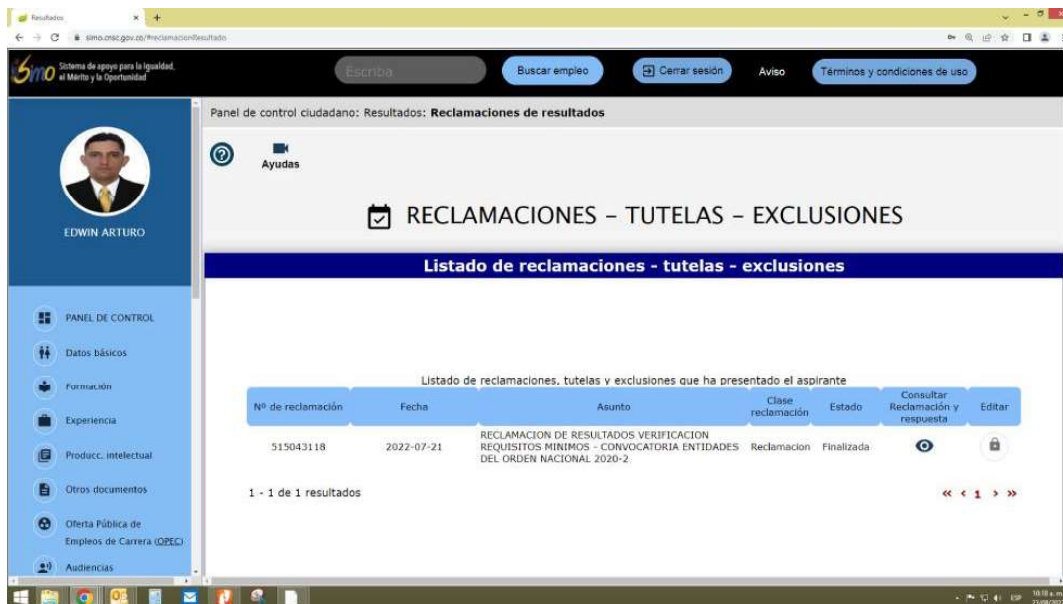 Resultados
simo.cnsc.gov.co/#reclamacionResultado
Simo Sistema de apoyo para la Igualdad,
el Mérito y la Oportunidad
Escriba
Buscar empleo
Cerrar sesión
Aviso
Términos y condiciones de uso
Panel de control ciudadano: Resultados: Reclamaciones de resultados
Ayudas
EDWIN ARTURO
RECLAMACIONES - TUTELAS - EXCLUSIONES
Listado de reclamaciones - tutelas - exclusiones
PANEL DE CONTROL
Datos básicos
Formación
Experiencia
Producc. intelectual
Otros documentos
Oferta Pública de
Empleos de Carrera (OPEC)
Audiencias
Listado de reclamaciones, tutelas y exclusiones que ha presentado el aspirante
Nº de reclamación
Fecha
Asunto
Clase
reclamación
Estado
Consultar
Reclamación y
respuesta
Editar
515043118
2022-07-21
RECLAMACION DE RESULTADOS VERIFICACION
REQUISITOS MINIMOS - CONVOCATORIA ENTIDADES
DEL ORDEN NACIONAL 2020-2
Reclamacion
Finalizada
1 - 1 de 1 resultados
« ‹ 1 › »
ESP
10:18 a. m.